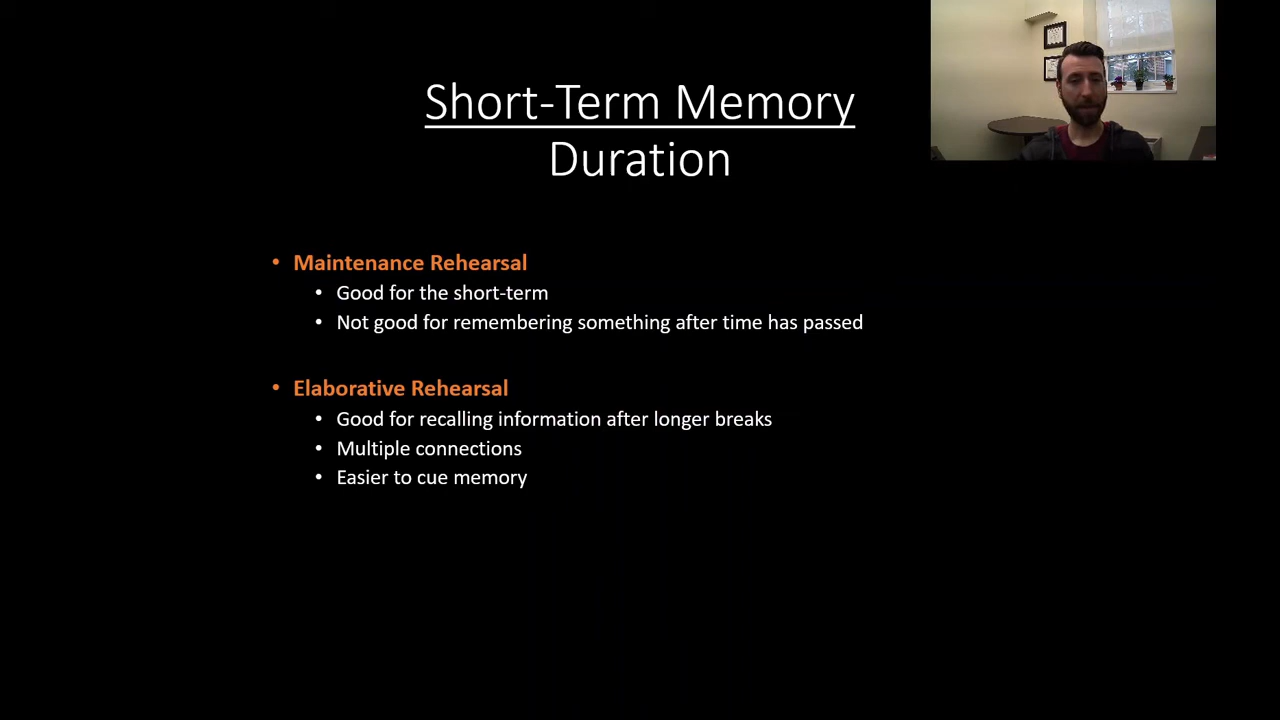 Short-Term Memory
Duration
• Maintenance Rehearsal
• Good for the short-term
• Not good for remembering something after time has passed
• Elaborative Rehearsal
• Good for recalling information after longer breaks
• Multiple connections
• Easier to cue memory